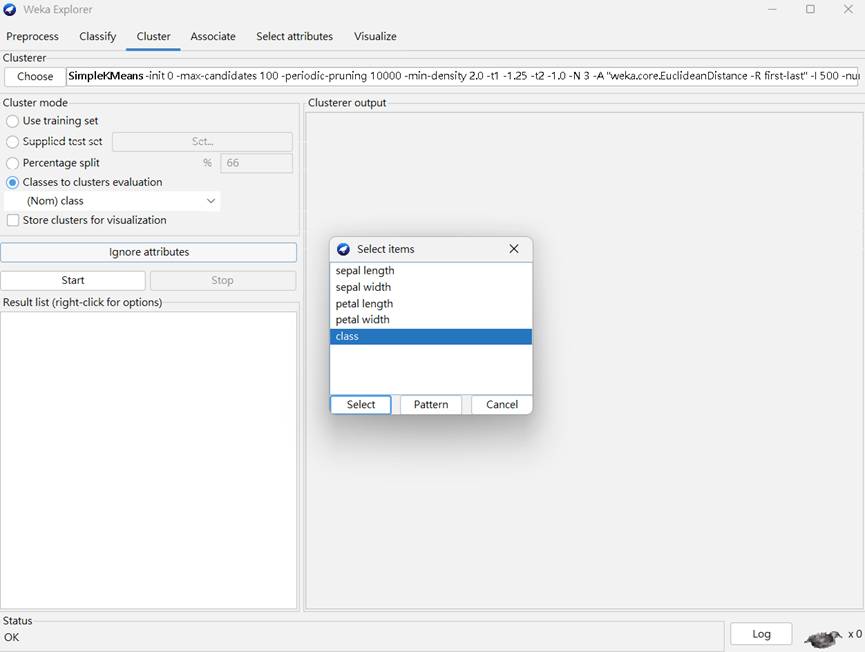 Weka Explorer
Preprocess Classify Cluster Associate Select attributes Visualize
Clusterer
Choose SimpleKMeans -init 0 -max-candidates 100 -periodic-pruning 10000 -min-density 2.0 -t1 -1.25 -t2 -1.0 -N 3 -A "weka.core.EuclideanDistance -R first-last" -I 500
Cluster mode
Use training set
Supplied test set Set...
Percentage split % 66
Classes to clusters evaluation
(Nom) class
Store clusters for visualization
Ignore attributes
Start Stop
Result list (right-click for options)
Clusterer output
Select items
sepal length
sepal width
petal length
petal width
class
Select Pattern Cancel
Status
OK
Log x 0